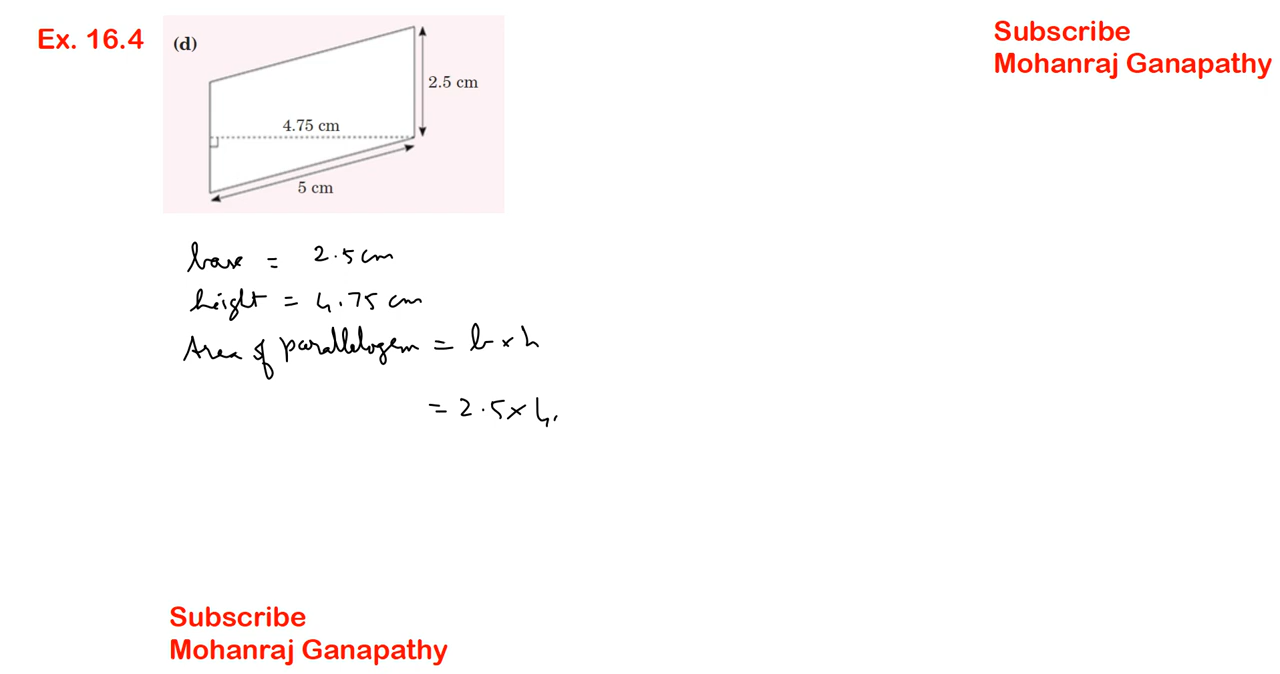 Ex. 16.4
(d)
Subscribe
Mohanraj Ganapathy
2.5 cm
4.75 cm
5 cm
base = 2.5 cm
height = 4.75 cm
Area of parallelogem = b × h
= 2.5 × 4.
Subscribe
Mohanraj Ganapathy